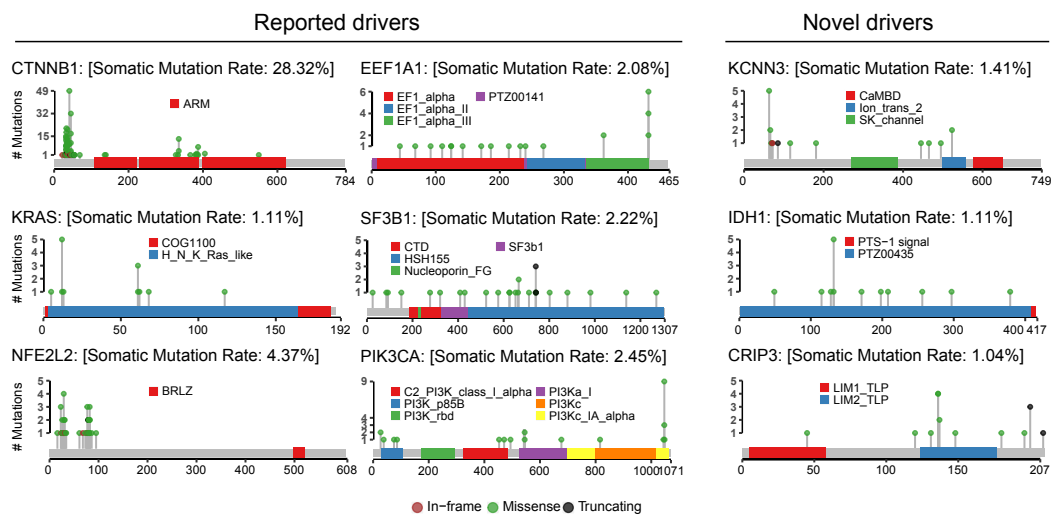 Reported drivers
Novel drivers
CTNNB1: [Somatic Mutation Rate: 28.32%]
# Mutations
49
32
15
1
ARM
0
200
400
600
784
EEF1A1: [Somatic Mutation Rate: 2.08%]
6
5
4
3
2
1
EF1_alpha
EF1_alpha_II
EF1_alpha_III
PTZ00141
0
100
200
300
400
465
KCNN3: [Somatic Mutation Rate: 1.41%]
5
4
3
2
1
CaMBD
Ion_trans_2
SK_channel
0
200
400
600
749
KRAS: [Somatic Mutation Rate: 1.11%]
# Mutations
5
4
3
2
1
COG1100
H_N_K_Ras_like
0
50
100
150
192
SF3B1: [Somatic Mutation Rate: 2.22%]
5
4
3
2
1
CTD
HSH155
Nucleoporin_FG
SF3b1
0
200
400
600
800
1000
1307
IDH1: [Somatic Mutation Rate: 1.11%]
5
4
3
2
1
PTS-1 signal
PTZ00435
0
100
200
300
400
417
NFE2L2: [Somatic Mutation Rate: 4.37%]
# Mutations
5
4
3
2
1
BRLZ
0
100
200
300
400
500
608
PIK3CA: [Somatic Mutation Rate: 2.45%]
9
4
3
2
1
C2_PI3K_class_I_alpha
PI3K_p85B
PI3K_rbd
PI3Ka_I
PI3Kc
PI3Kc_IA_alpha
0
200
400
600
800
1000
1071
CRIP3: [Somatic Mutation Rate: 1.04%]
5
4
3
2
1
LIM1_TLP
LIM2_TLP
0
50
100
150
207
In-frame
Missense
Truncating